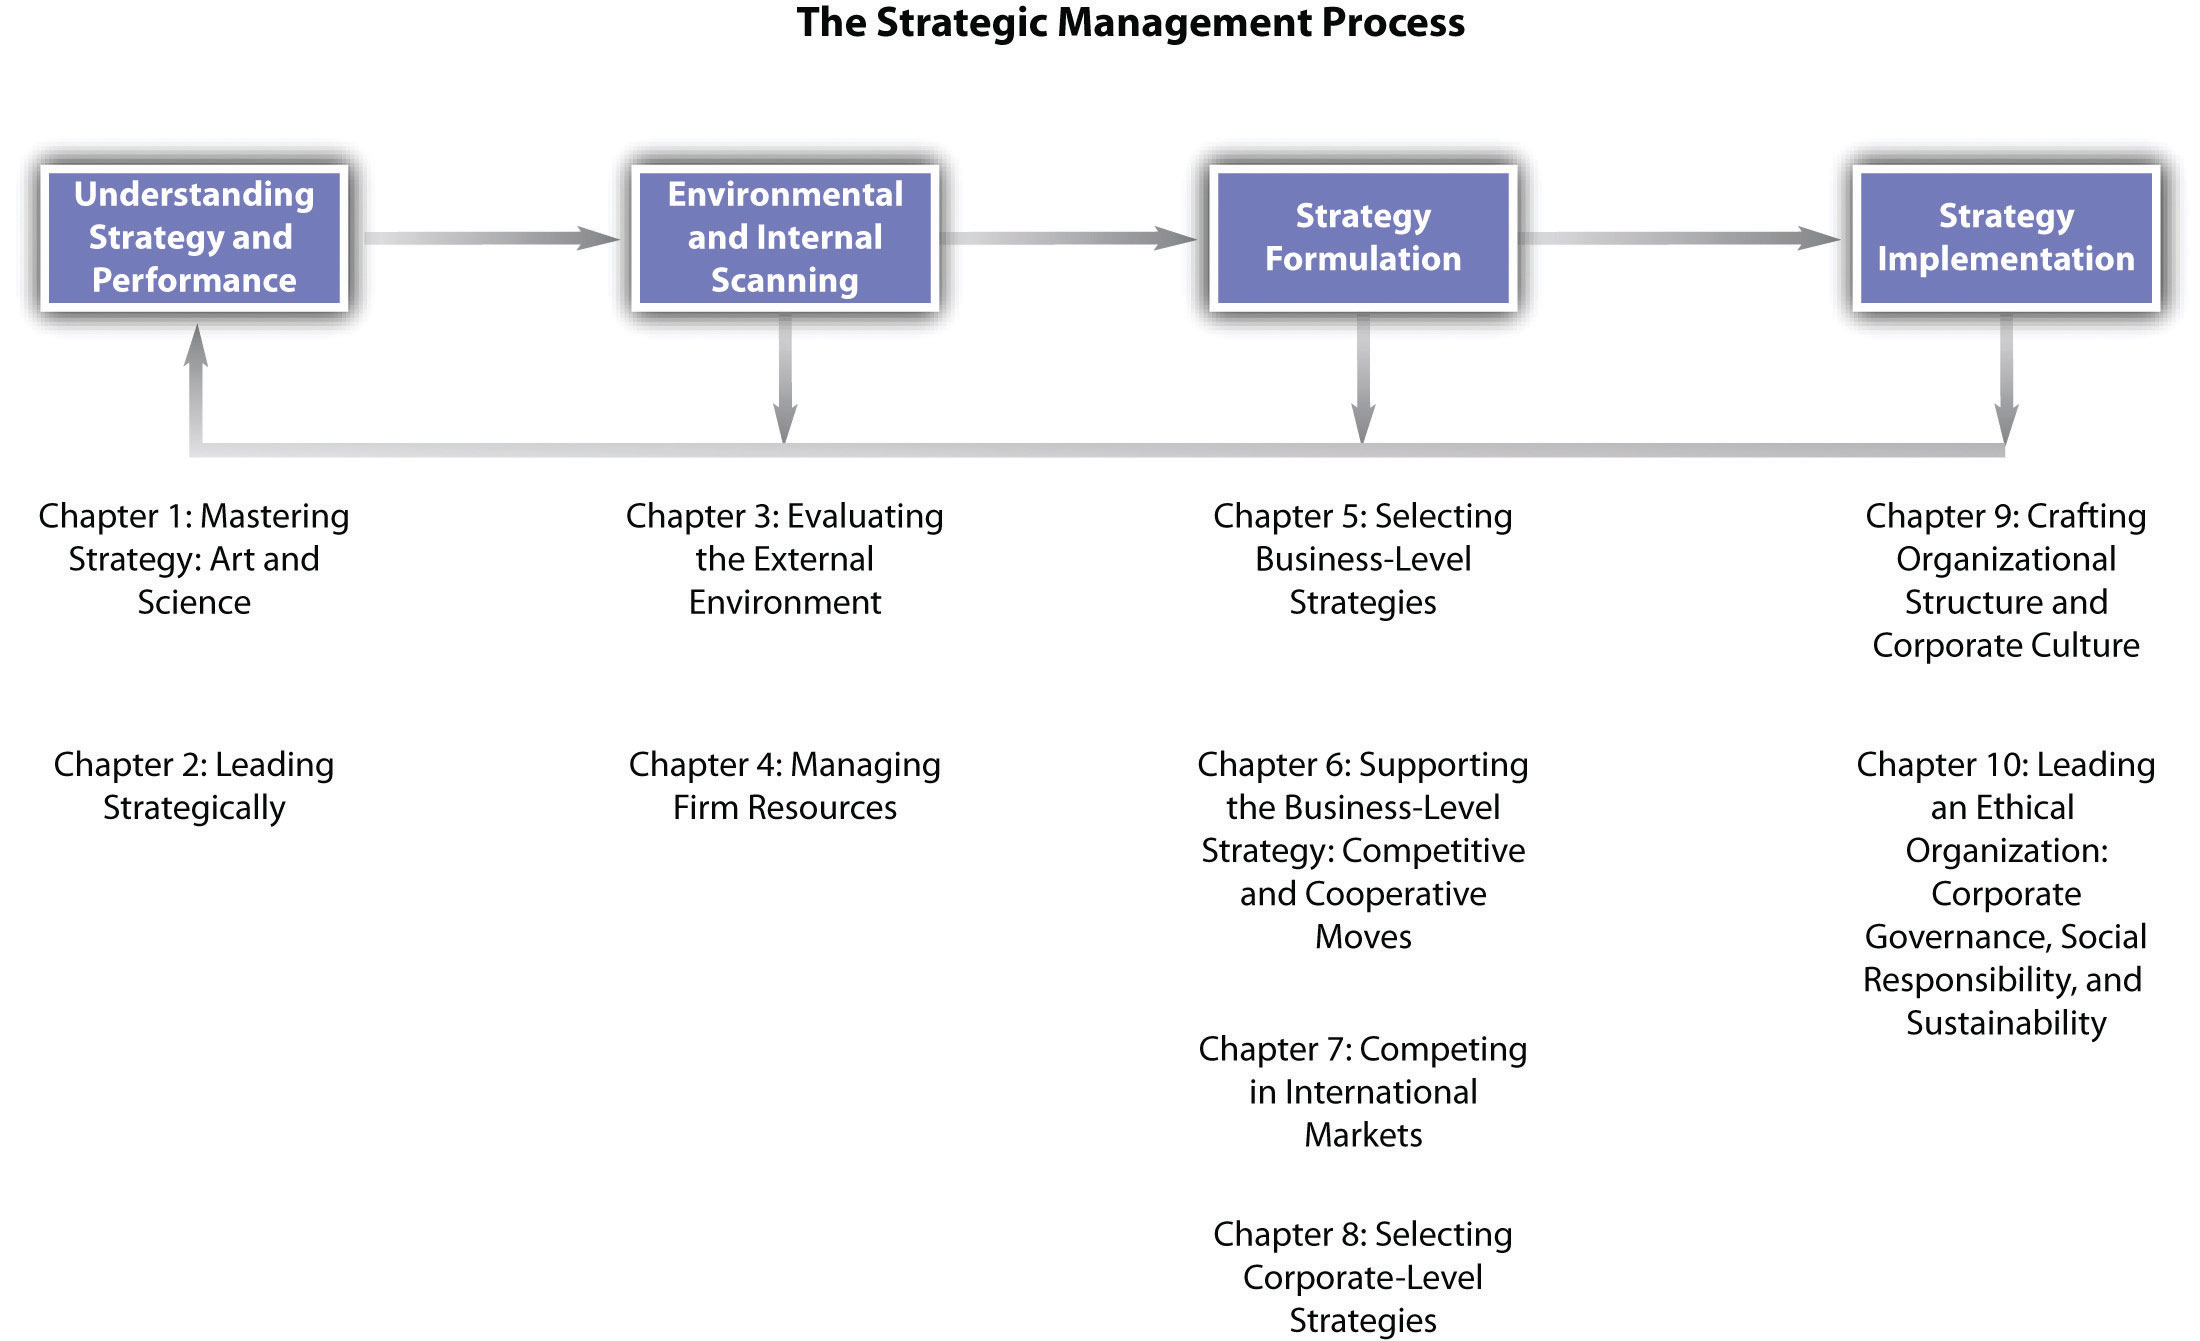 The Strategic Management Process
Understanding
Strategy and
Performance
Environmental
and Internal
Scanning
Strategy
Formulation
Strategy
Implementation
Chapter 1: Mastering
Strategy: Art and
Science
Chapter 2: Leading
Strategically
Chapter 3: Evaluating
the External
Environment
Chapter 4: Managing
Firm Resources
Chapter 5: Selecting
Business-Level
Strategies
Chapter 6: Supporting
the Business-Level
Strategy: Competitive
and Cooperative
Moves
Chapter 7: Competing
in International
Markets
Chapter 8: Selecting
Corporate-Level
Strategies
Chapter 9: Crafting
Organizational
Structure and
Corporate Culture
Chapter 10: Leading
an Ethical
Organization:
Corporate
Governance, Social
Responsibility, and
Sustainability